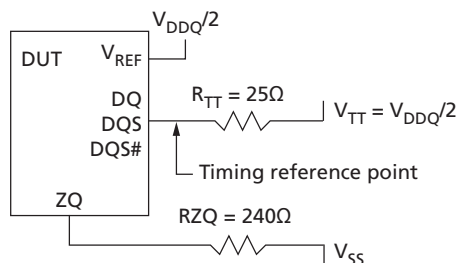 V_DDQ/2
DUT
V_REF
DQ
DQS
DQS#
R_TT = 25Ω
V_TT = V_DDQ/2
Timing reference point
ZQ
RZQ = 240Ω
V_SS